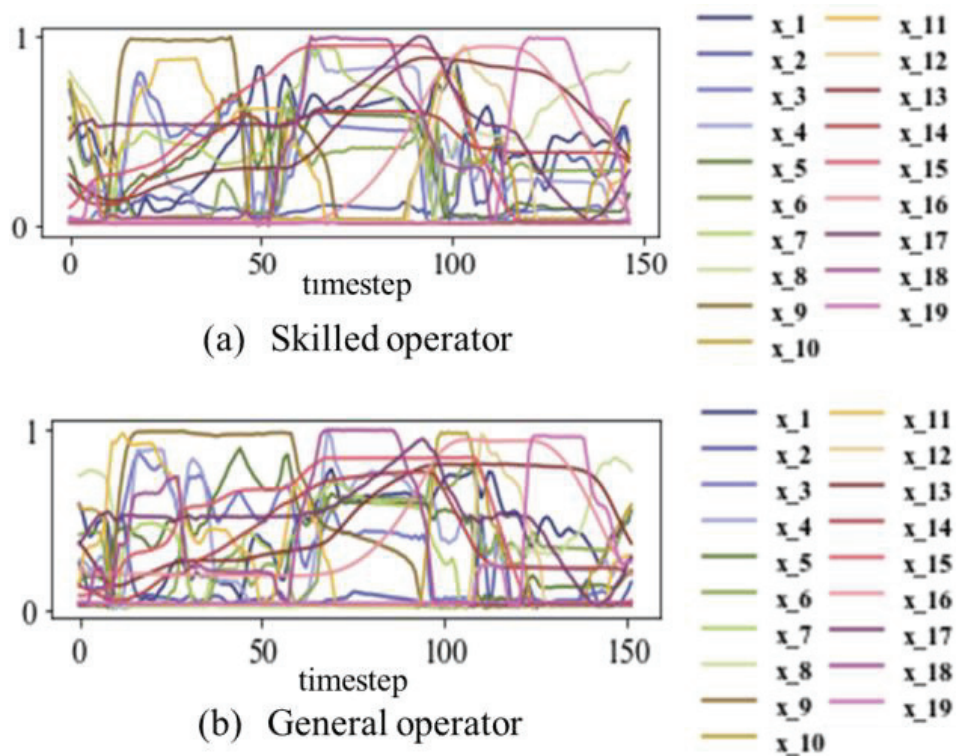 1
0
0
50
100
150
timestep
(a) Skilled operator
x_1
x_2
x_3
x_4
x_5
x_6
x_7
x_8
x_9
x_10
x_11
x_12
x_13
x_14
x_15
x_16
x_17
x_18
x_19
1
0
0
50
100
150
timestep
(b) General operator
x_1
x_2
x_3
x_4
x_5
x_6
x_7
x_8
x_9
x_10
x_11
x_12
x_13
x_14
x_15
x_16
x_17
x_18
x_19